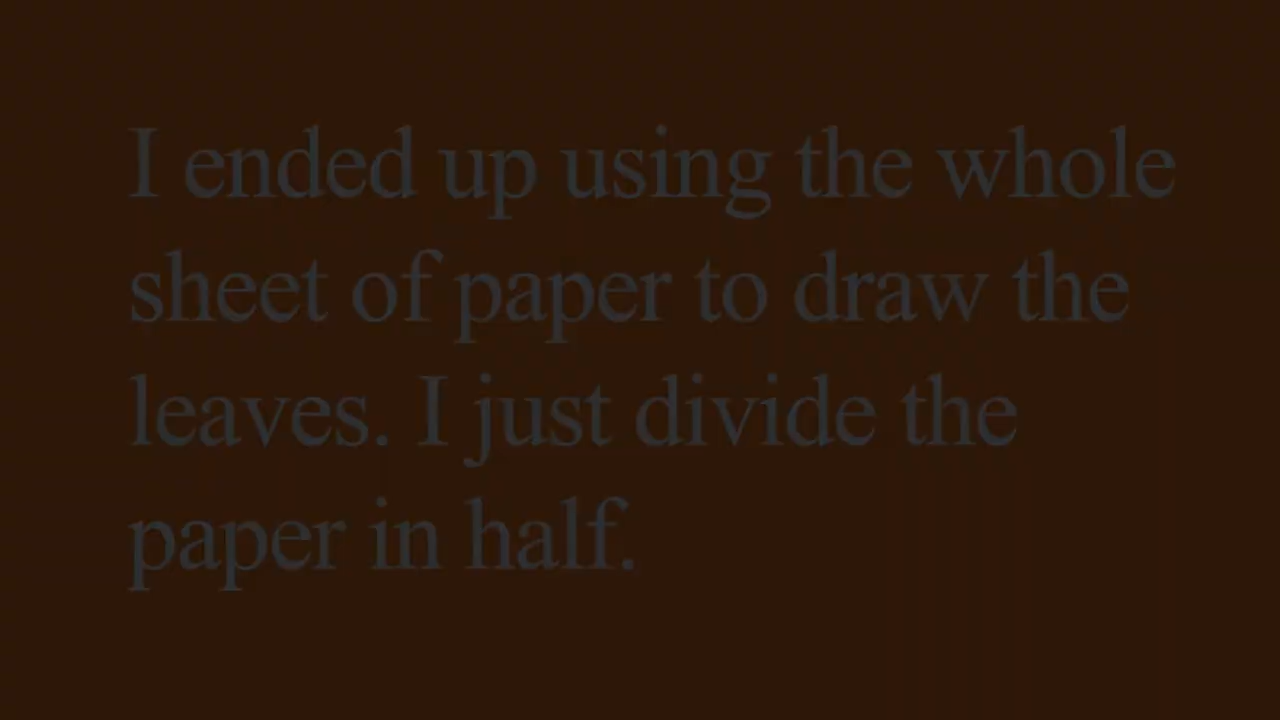 I ended up using the whole
sheet of paper to draw the
leaves. I just divide the
paper in half.